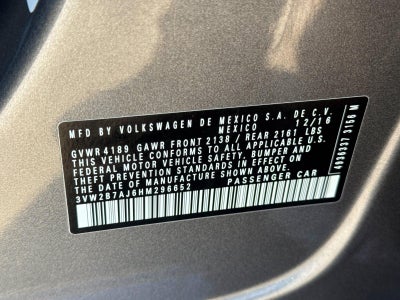 MFD BY VOLKSWAGEN DE MEXICO S.A. DE C.V.
MEXICO 12/16
GVWR 4189 GAWR FRONT 2138 / REAR 2161 LBS
THIS VEHICLE CONFORMS TO ALL APPLICABLE U.S.
FEDERAL MOTOR VEHICLE SAFETY, BUMPER AND
THEFT PREVENTION STANDARDS IN EFFECT ON THE
DATE OF MANUFACTURE SHOWN ABOVE.
3VW2B7AJ6HM296652 PASSENGER CAR
3156 M